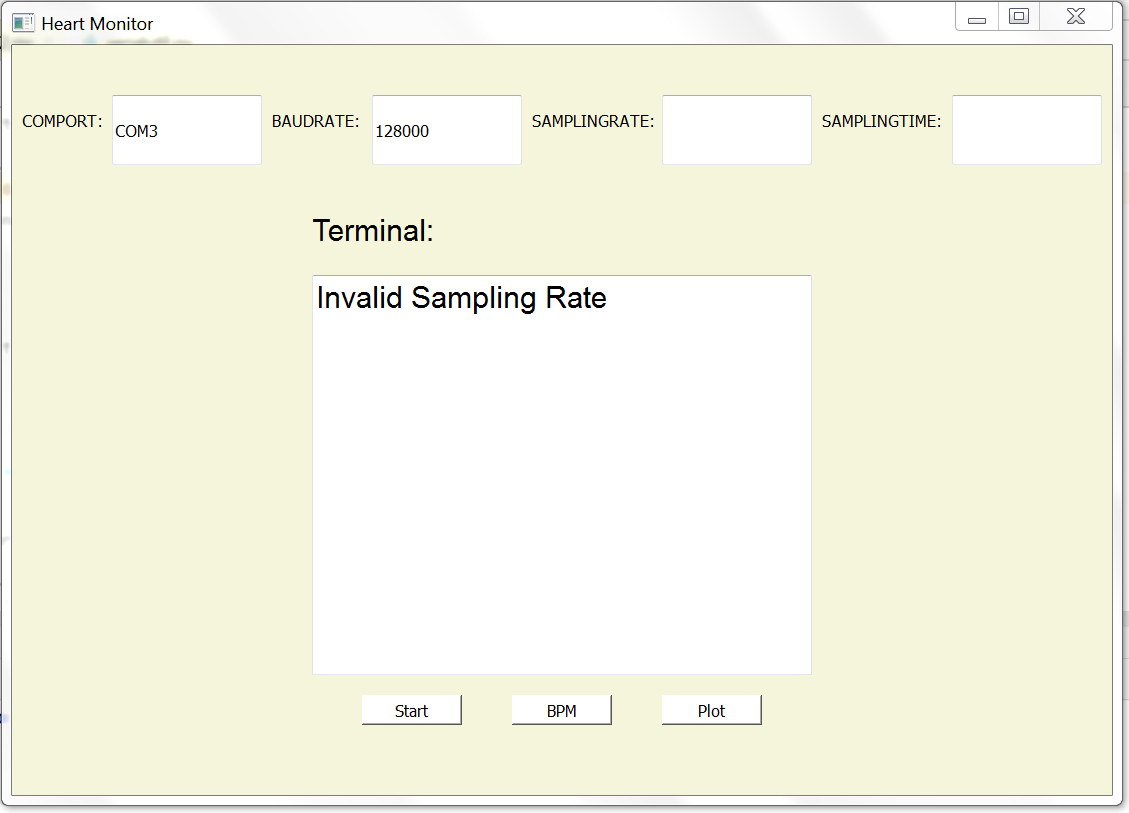 Heart Monitor
COMPORT: COM3 BAUDRATE: 128000 SAMPLINGRATE: SAMPLINGTIME:
Terminal:
Invalid Sampling Rate
Start BPM Plot